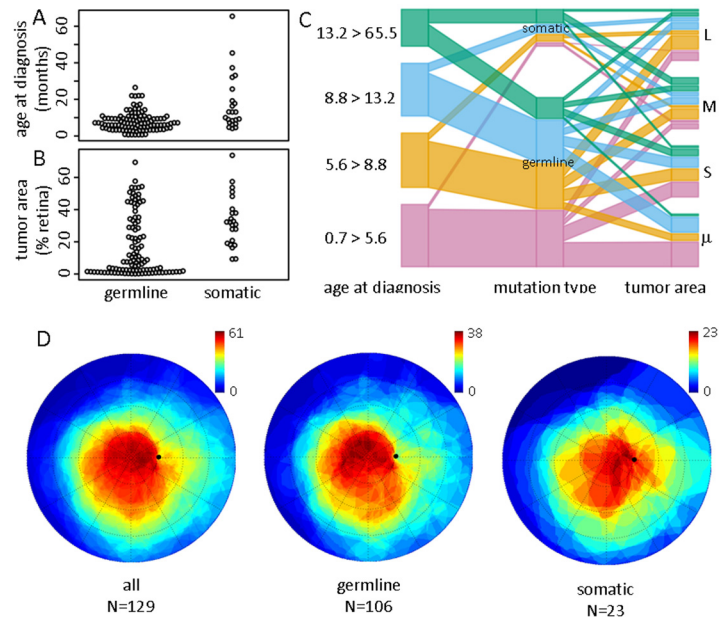 A
age at diagnosis
(months)
60
40
20
0
B
tumor area
(% retina)
60
40
20
0
germline
somatic
C
13.2 > 65.5
8.8 > 13.2
5.6 > 8.8
0.7 > 5.6
somatic
germline
L
M
S
μ
age at diagnosis
mutation type
tumor area
D
61
0
38
0
23
0
all
N=129
germline
N=106
somatic
N=23